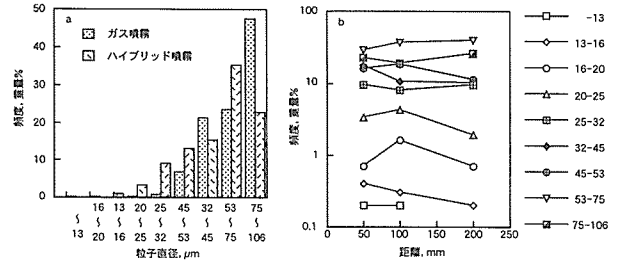 a
ガス噴霧
ハイブリッド噴霧
頻度, 重量%
50
40
30
20
10
0
16 13 20 25 45 32 53 75
~ ~ ~ ~ ~ ~ ~ ~ ~
13 20 16 25 32 53 45 75 106
粒子直径, μm
b
頻度, 重量%
100
10
1
0.1
0 50 100 150 200 250
距離, mm
-13
13-16
16-20
20-25
25-32
32-45
45-53
53-75
75-106